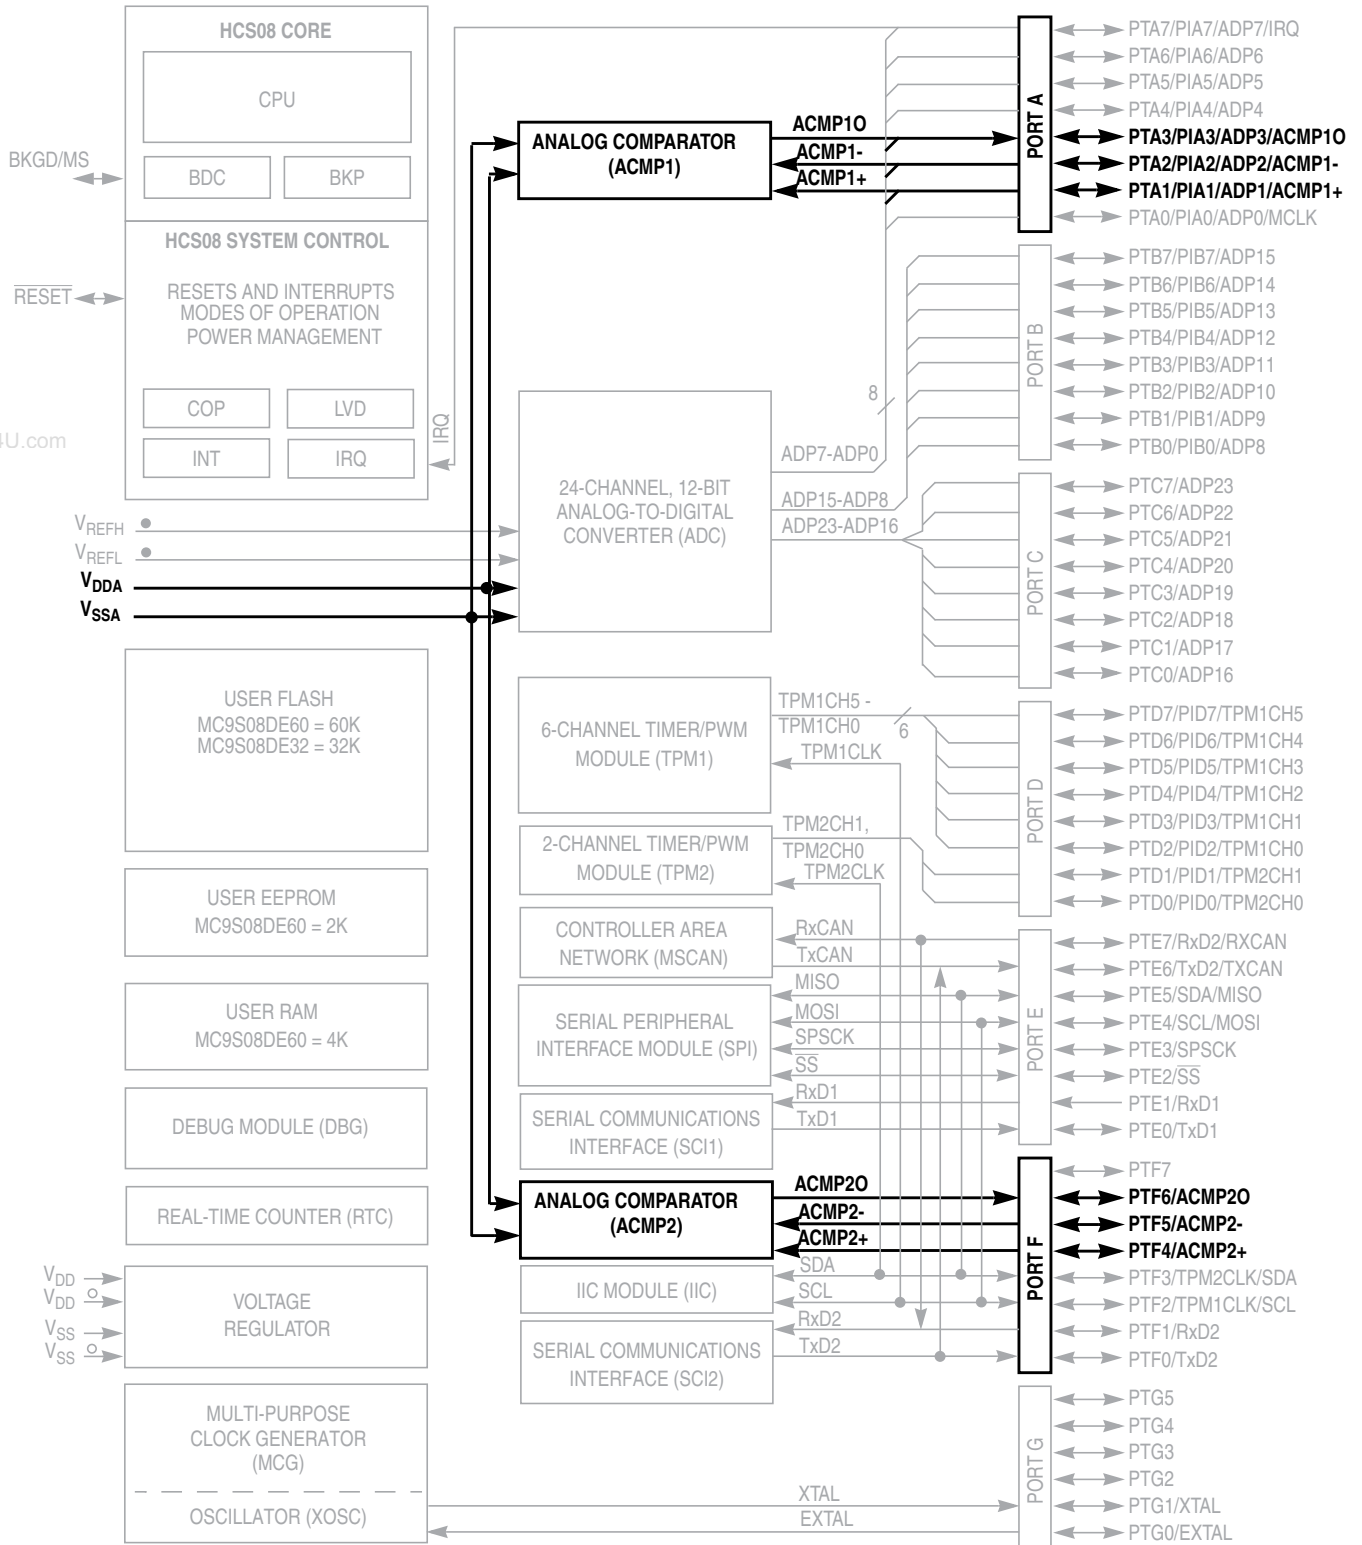 HCS08 CORE
CPU
BDC
BKP
BKGD/MS
HCS08 SYSTEM CONTROL
RESETS AND INTERRUPTS
MODES OF OPERATION
POWER MANAGEMENT
COP
LVD
INT
IRQ
RESET
IRQ
4U.com
VREFH
VREFL
VDDA
VSSA
USER FLASH
MC9S08DE60 = 60K
MC9S08DE32 = 32K
USER EEPROM
MC9S08DE60 = 2K
USER RAM
MC9S08DE60 = 4K
DEBUG MODULE (DBG)
REAL-TIME COUNTER (RTC)
VDD
VDD
VSS
VSS
VOLTAGE
REGULATOR
MULTI-PURPOSE
CLOCK GENERATOR
(MCG)
OSCILLATOR (XOSC)
ANALOG COMPARATOR
(ACMP1)
ACMP1O
ACMP1-
ACMP1+
24-CHANNEL, 12-BIT
ANALOG-TO-DIGITAL
CONVERTER (ADC)
8
ADP7-ADP0
ADP15-ADP8
ADP23-ADP16
6-CHANNEL TIMER/PWM
MODULE (TPM1)
TPM1CH5 -
TPM1CH0
6
TPM1CLK
2-CHANNEL TIMER/PWM
MODULE (TPM2)
TPM2CH1,
TPM2CH0
TPM2CLK
CONTROLLER AREA
NETWORK (MSCAN)
RxCAN
TxCAN
SERIAL PERIPHERAL
INTERFACE MODULE (SPI)
MISO
MOSI
SPSCK
SS
SERIAL COMMUNICATIONS
INTERFACE (SCI1)
RxD1
TxD1
ANALOG COMPARATOR
(ACMP2)
ACMP2O
ACMP2-
ACMP2+
IIC MODULE (IIC)
SDA
SCL
SERIAL COMMUNICATIONS
INTERFACE (SCI2)
RxD2
TxD2
XTAL
EXTAL
PORT A
PTA7/PIA7/ADP7/IRQ
PTA6/PIA6/ADP6
PTA5/PIA5/ADP5
PTA4/PIA4/ADP4
PTA3/PIA3/ADP3/ACMP1O
PTA2/PIA2/ADP2/ACMP1-
PTA1/PIA1/ADP1/ACMP1+
PTA0/PIA0/ADP0/MCLK
PORT B
PTB7/PIB7/ADP15
PTB6/PIB6/ADP14
PTB5/PIB5/ADP13
PTB4/PIB4/ADP12
PTB3/PIB3/ADP11
PTB2/PIB2/ADP10
PTB1/PIB1/ADP9
PTB0/PIB0/ADP8
PORT C
PTC7/ADP23
PTC6/ADP22
PTC5/ADP21
PTC4/ADP20
PTC3/ADP19
PTC2/ADP18
PTC1/ADP17
PTC0/ADP16
PORT D
PTD7/PID7/TPM1CH5
PTD6/PID6/TPM1CH4
PTD5/PID5/TPM1CH3
PTD4/PID4/TPM1CH2
PTD3/PID3/TPM1CH1
PTD2/PID2/TPM1CH0
PTD1/PID1/TPM2CH1
PTD0/PID0/TPM2CH0
PORT E
PTE7/RxD2/RXCAN
PTE6/TxD2/TXCAN
PTE5/SDA/MISO
PTE4/SCL/MOSI
PTE3/SPSCK
PTE2/SS
PTE1/RxD1
PTE0/TxD1
PORT F
PTF7
PTF6/ACMP2O
PTF5/ACMP2-
PTF4/ACMP2+
PTF3/TPM2CLK/SDA
PTF2/TPM1CLK/SCL
PTF1/RxD2
PTF0/TxD2
PORT G
PTG5
PTG4
PTG3
PTG2
PTG1/XTAL
PTG0/EXTAL